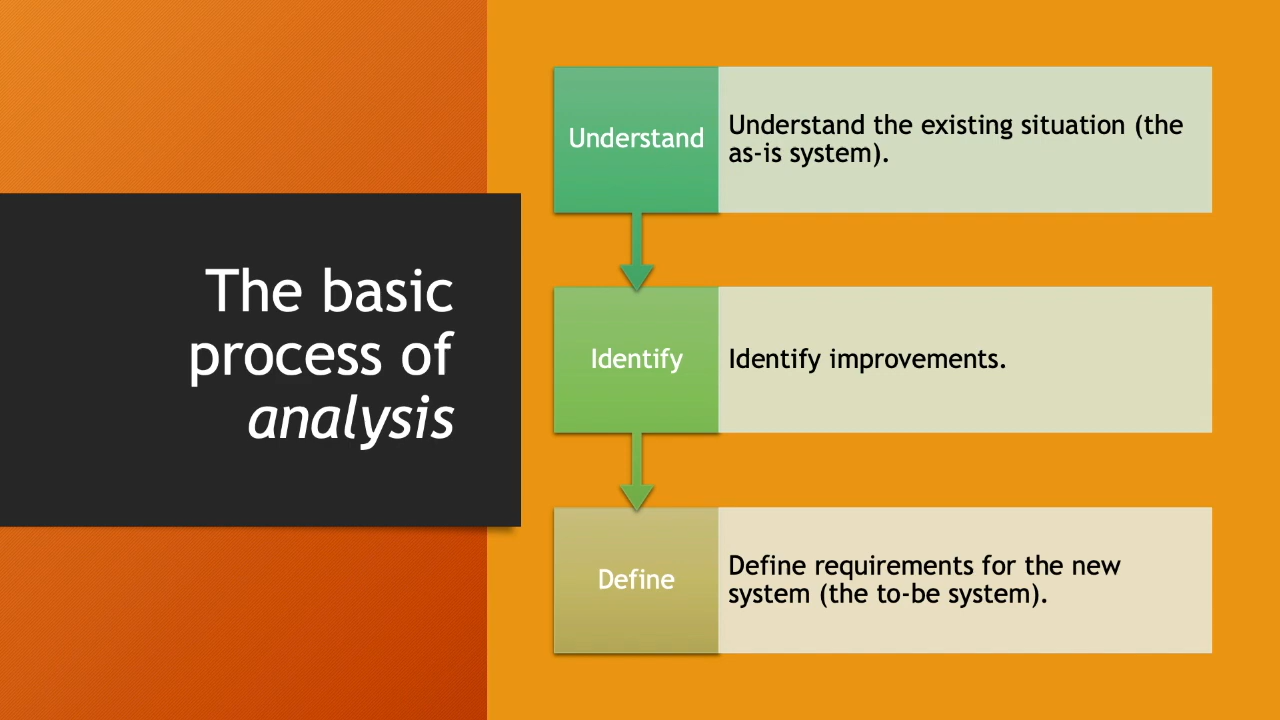 The basic
process of
analysis
Understand
Understand the existing situation (the
as-is system).
Identify
Identify improvements.
Define
Define requirements for the new
system (the to-be system).